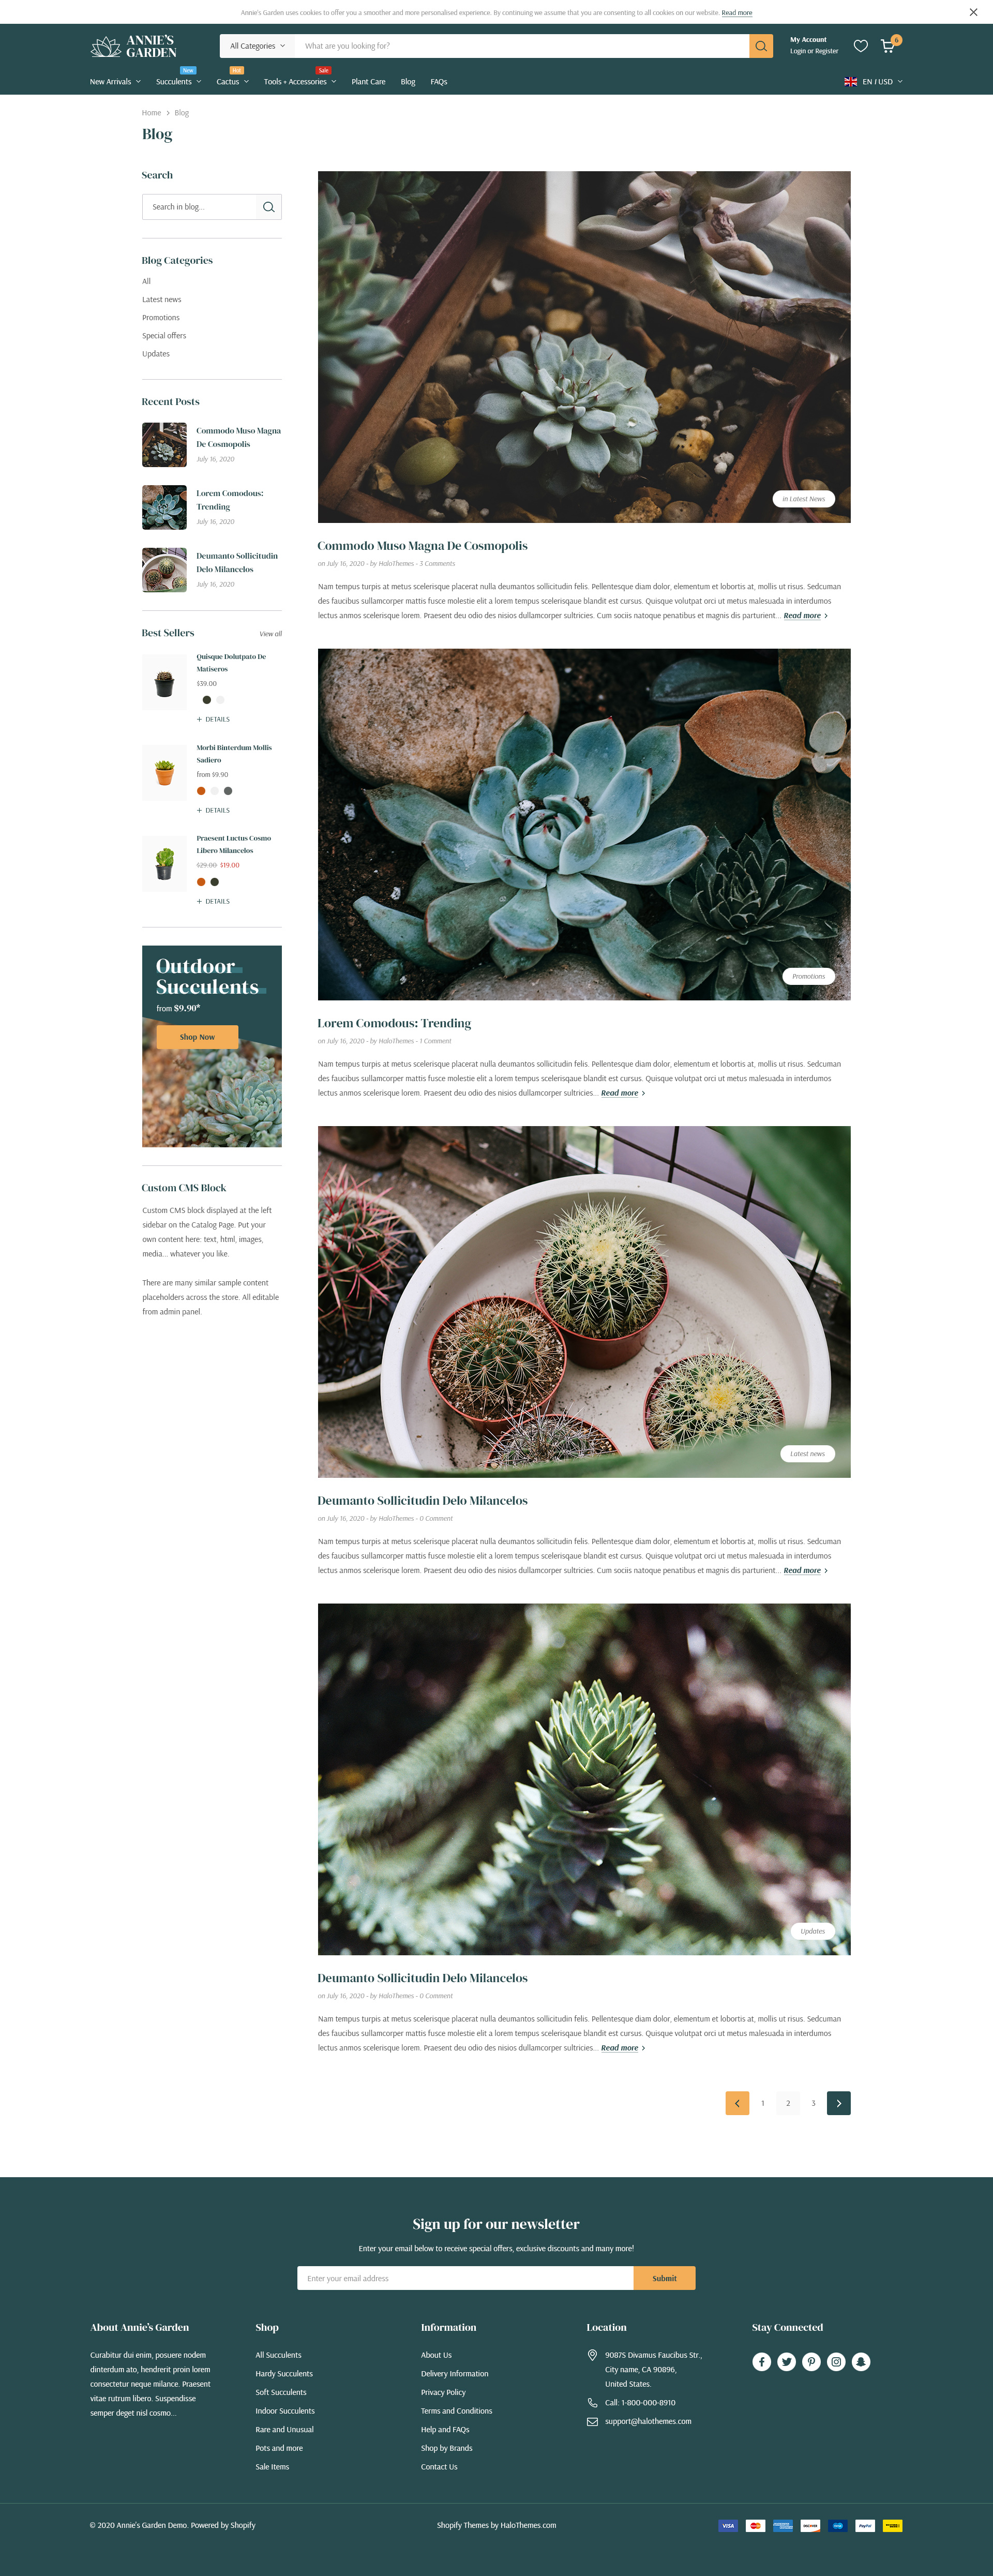 Annie's Garden uses cookies to offer you a smoother and more personalised experience. By continuing we assume that you are consenting to all cookies on our website. Read more
ANNIE'S
GARDEN
All Categories
What are you looking for?
My Account
Login or Register
6
New
Hot
Sale
New Arrivals
Succulents
Cactus
Tools + Accessories
Plant Care
Blog
FAQs
EN / USD
Home > Blog
Blog
Search
Search in blog...
Blog Categories
All
Latest news
Promotions
Special offers
Updates
Recent Posts
Commodo Muso Magna
De Cosmopolis
July 16, 2020
Lorem Comodous:
Trending
July 16, 2020
Deumanto Sollicitudin
Delo Milancelos
July 16, 2020
Best Sellers
View all
Quisque Dolutpato De
Matiseros
$39.00
+ DETAILS
Morbi Binterdum Mollis
Sadiero
from $9.90
+ DETAILS
Praesent Luctus Cosmo
Libero Milancelos
$29.00 $19.00
+ DETAILS
Outdoor
Succulents
from $9.90*
Shop Now
Custom CMS Block
Custom CMS block displayed at the left
sidebar on the Catalog Page. Put your
own content here: text, html, images,
media... whatever you like.
There are many similar sample content
placeholders across the store. All editable
from admin panel.
in Latest News
Commodo Muso Magna De Cosmopolis
on July 16, 2020 - by HaloThemes - 3 Comments
Nam tempus turpis at metus scelerisque placerat nulla deumantos sollicitudin felis. Pellentesque diam dolor, elementum et lobortis at, mollis ut risus. Sedcuman
des faucibus sullamcorper mattis fusce molestie elit a lorem tempus scelerisqaue blandit est cursus. Quisque volutpat orci ut metus malesuada in interdumos
lectus anmos scelerisque lorem. Praesent deu odio des nisios dullamcorper sultricies. Cum sociis natoque penatibus et magnis dis parturient... Read more
Promotions
Lorem Comodous: Trending
on July 16, 2020 - by HaloThemes - 1 Comment
Nam tempus turpis at metus scelerisque placerat nulla deumantos sollicitudin felis. Pellentesque diam dolor, elementum et lobortis at, mollis ut risus. Sedcuman
des faucibus sullamcorper mattis fusce molestie elit a lorem tempus scelerisqaue blandit est cursus. Quisque volutpat orci ut metus malesuada in interdumos
lectus anmos scelerisque lorem. Praesent deu odio des nisios dullamcorper sultricies... Read more
Latest news
Deumanto Sollicitudin Delo Milancelos
on July 16, 2020 - by HaloThemes - 0 Comment
Nam tempus turpis at metus scelerisque placerat nulla deumantos sollicitudin felis. Pellentesque diam dolor, elementum et lobortis at, mollis ut risus. Sedcuman
des faucibus sullamcorper mattis fusce molestie elit a lorem tempus scelerisqaue blandit est cursus. Quisque volutpat orci ut metus malesuada in interdumos
lectus anmos scelerisque lorem. Praesent deu odio des nisios dullamcorper sultricies. Cum sociis natoque penatibus et magnis dis parturient... Read more
Updates
Deumanto Sollicitudin Delo Milancelos
on July 16, 2020 - by HaloThemes - 0 Comment
Nam tempus turpis at metus scelerisque placerat nulla deumantos sollicitudin felis. Pellentesque diam dolor, elementum et lobortis at, mollis ut risus. Sedcuman
des faucibus sullamcorper mattis fusce molestie elit a lorem tempus scelerisqaue blandit est cursus. Quisque volutpat orci ut metus malesuada in interdumos
lectus anmos scelerisque lorem. Praesent deu odio des nisios dullamcorper sultricies... Read more
1 2 3
Sign up for our newsletter
Enter your email below to receive special offers, exclusive discounts and many more!
Enter your email address
Submit
About Annie's Garden
Curabitur dui enim, posuere nodem
dinterdum ato, hendrerit proin lorem
consectetur neque milance. Praesent
vitae rutrum libero. Suspendisse
semper deget nisl cosmo...
Shop
All Succulents
Hardy Succulents
Soft Succulents
Indoor Succulents
Rare and Unusual
Pots and more
Sale Items
Information
About Us
Delivery Information
Privacy Policy
Terms and Conditions
Help and FAQs
Shop by Brands
Contact Us
Location
90875 Divamus Faucibus Str.,
City name, CA 90896,
United States.
Call: 1-800-000-8910
support@halothemes.com
Stay Connected
© 2020 Annie's Garden Demo. Powered by Shopify
Shopify Themes by HaloThemes.com
VISA
DISCOVER
PayPal